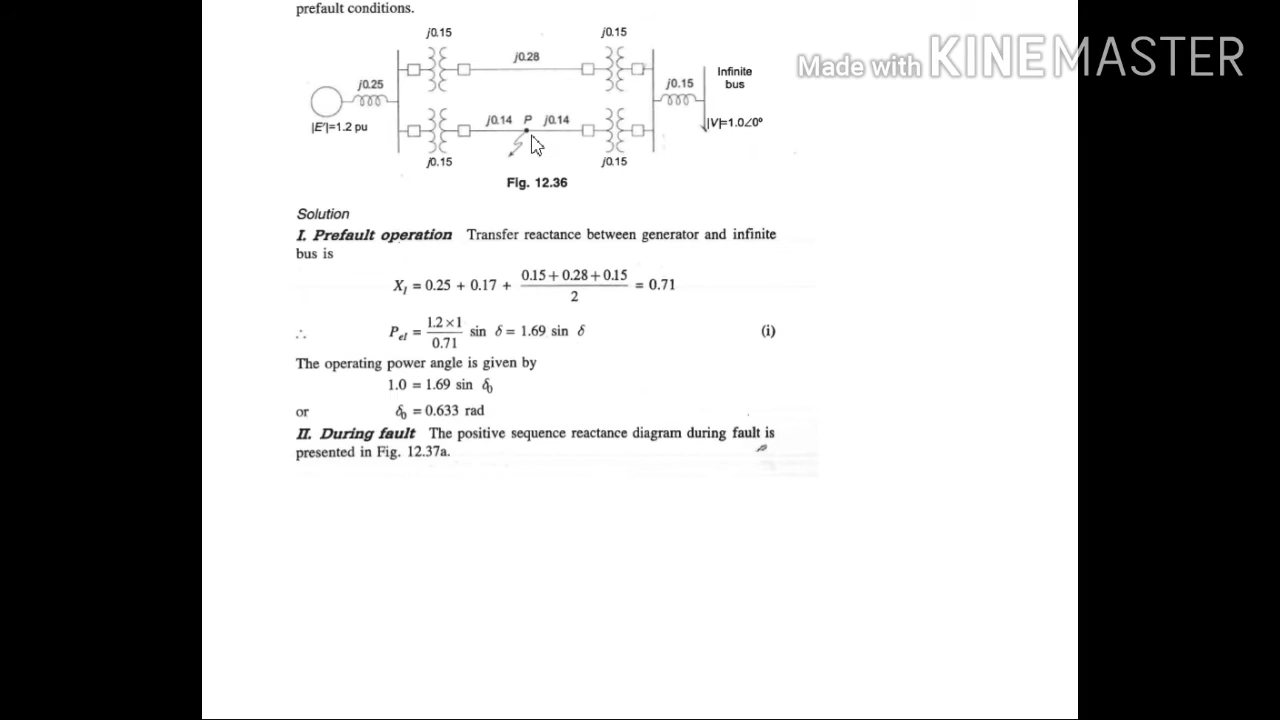 prefault conditions.
j0.15
j0.15
Made with KINEMASTER
j0.28
Infinite
bus
j0.25
j0.15
|E'|=1.2 pu
j0.14 P j0.14
|V|=1.0∠0°
j0.15
j0.15
Fig. 12.36
Solution
I. Prefault operation Transfer reactance between generator and infinite
bus is
X_I = 0.25 + 0.17 + (0.15 + 0.28 + 0.15)/2 = 0.71
∴ P_eI = (1.2 × 1)/0.71 sin δ = 1.69 sin δ (i)
The operating power angle is given by
1.0 = 1.69 sin δ₀
or δ₀ = 0.633 rad
II. During fault The positive sequence reactance diagram during fault is
presented in Fig. 12.37a.